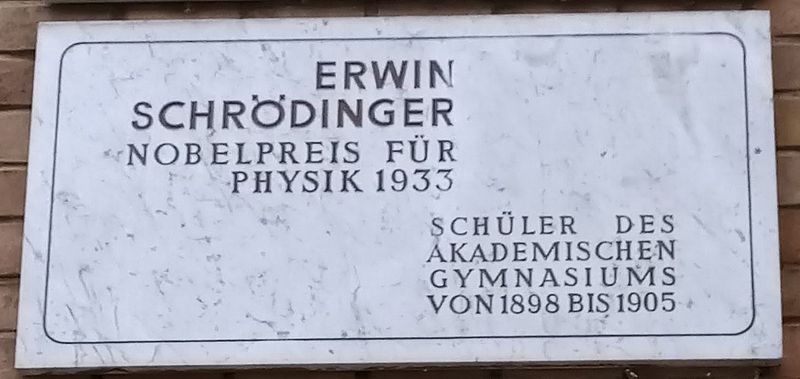 ERWIN
SCHRÖDINGER
NOBELPREIS FÜR
PHYSIK 1933
SCHÜLER DES
AKADEMISCHEN
GYMNASIUMS
VON 1898 BIS 1905